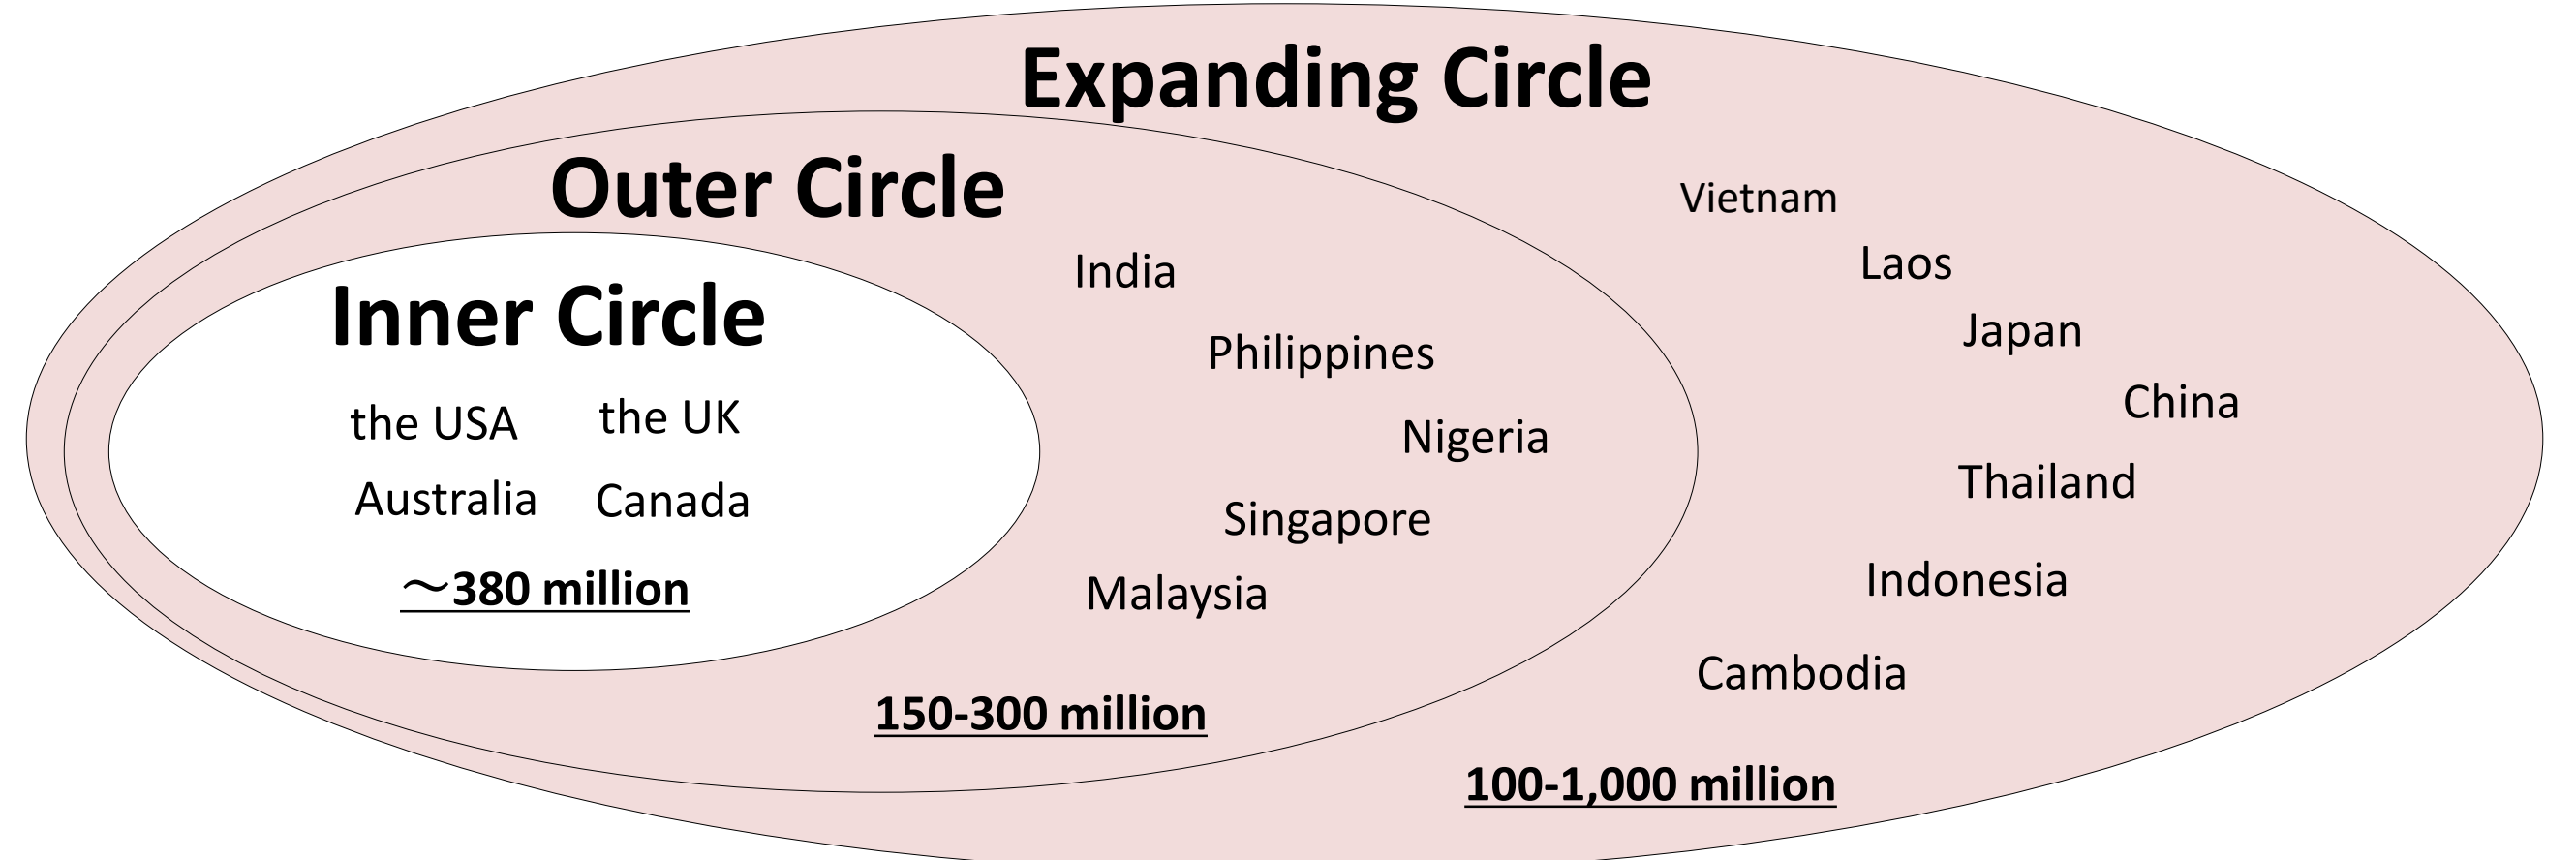 Expanding Circle
Outer Circle
Inner Circle
the USA
the UK
Australia
Canada
～380 million
India
Philippines
Nigeria
Singapore
Malaysia
150-300 million
Vietnam
Laos
Japan
China
Thailand
Indonesia
Cambodia
100-1,000 million